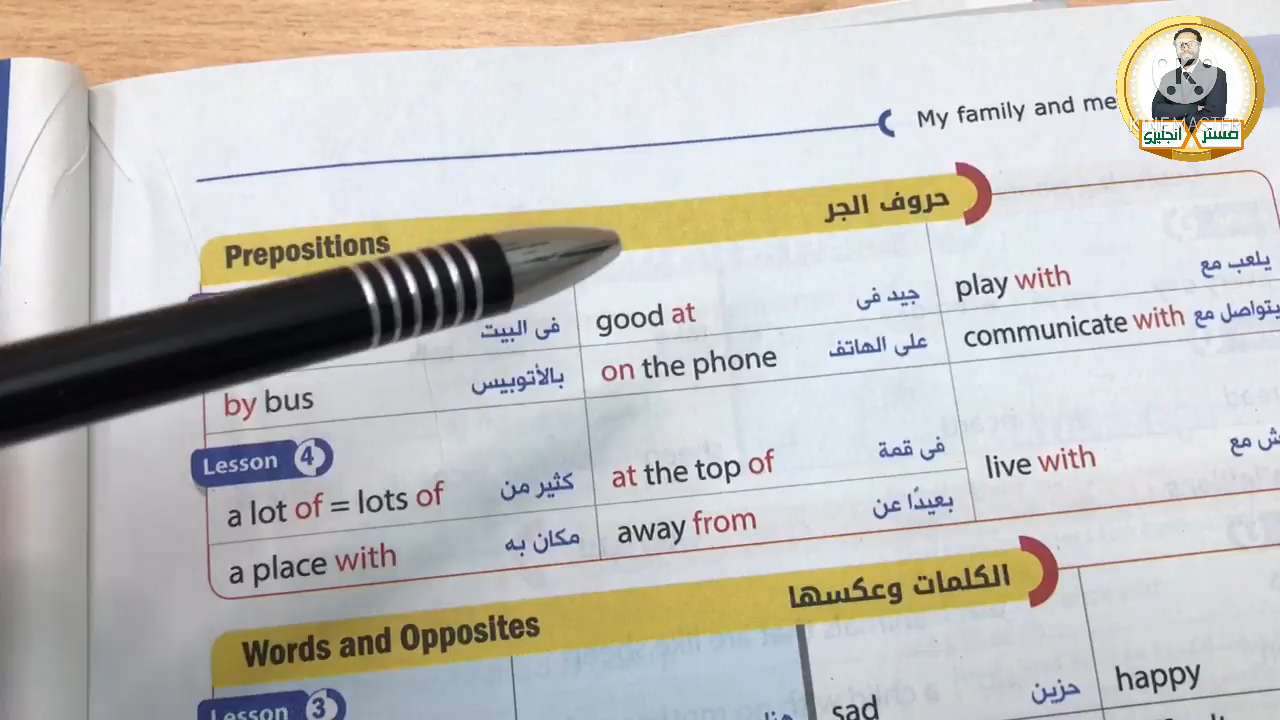 My family and me
KINEMASTER
مستر X انجليزى
Prepositions حروف الجر
فى البيت
good at جيد فى
play with يلعب مع
by bus بالأتوبيس
on the phone على الهاتف
communicate with يتواصل مع
Lesson 4
a lot of = lots of كثير من
at the top of فى قمة
live with مع
a place with مكان به
away from بعيدًا عن
Words and Opposites الكلمات وعكسها
Lesson 3
sad حزين
happy